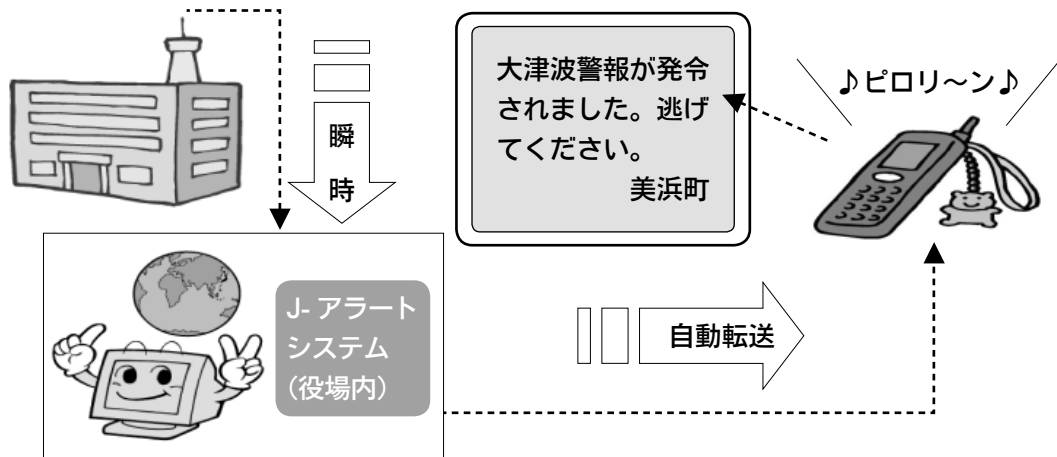 瞬時
大津波警報が発令
されました。逃げ
てください。
美浜町
♪ピロリ〜ン♪
J-アラート
システム
(役場内)
自動転送